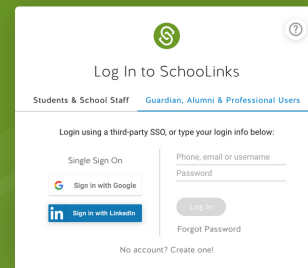 Log In to SchooLinks
Students & School Staff Guardian, Alumni & Professional Users
Login using a third-party SSO, or type your login info below:
Single Sign On
Sign in with Google
in Sign in with LinkedIn
Phone, email or username
Password
Log In
Forgot Password
No account? Create one!